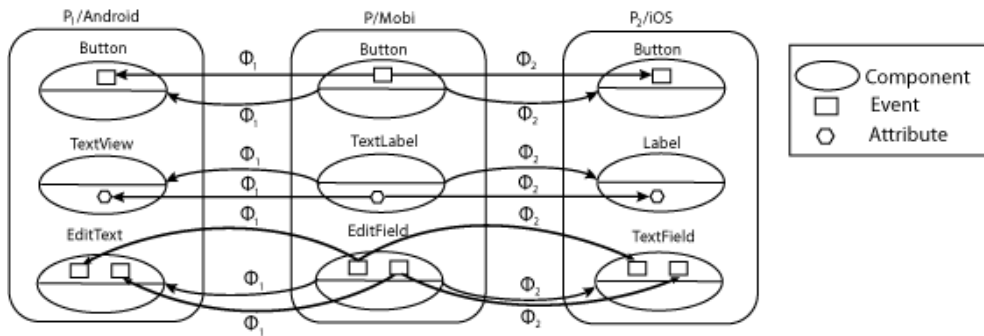 P₁/Android P/Mobi P₂/iOS
Button Button Button
Φ₁ Φ₂
Φ₁ Φ₂
TextView TextLabel Label
Φ₁ Φ₂
Φ₁ Φ₂
EditText EditField TextField
Φ₁ Φ₂
Φ₁ Φ₂
Φ₁ Φ₂
Component
Event
Attribute